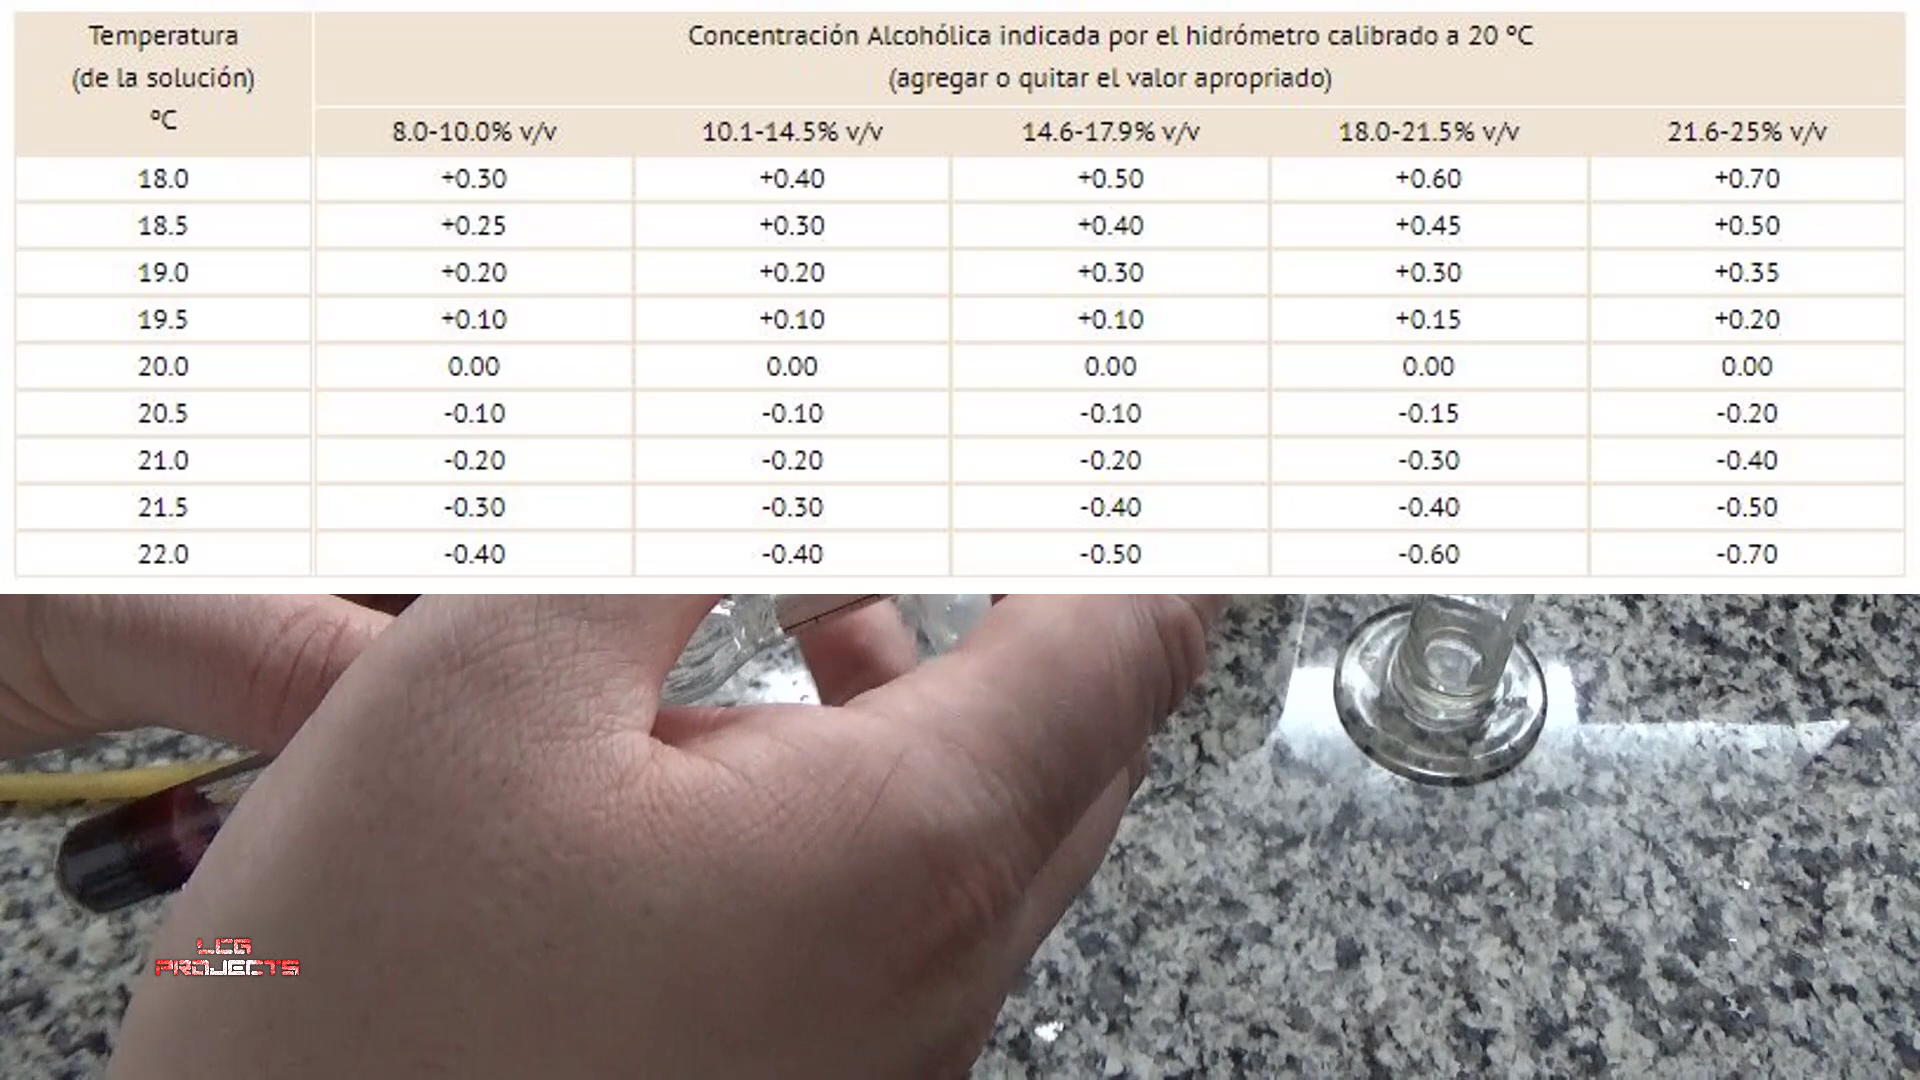 Temperatura
(de la solución)
ºC
Concentración Alcohólica indicada por el hidrómetro calibrado a 20 ºC
(agregar o quitar el valor apropiado)
8.0-10.0% v/v 10.1-14.5% v/v 14.6-17.9% v/v 18.0-21.5% v/v 21.6-25% v/v
18.0 +0.30 +0.40 +0.50 +0.60 +0.70
18.5 +0.25 +0.30 +0.40 +0.45 +0.50
19.0 +0.20 +0.20 +0.30 +0.30 +0.35
19.5 +0.10 +0.10 +0.10 +0.15 +0.20
20.0 0.00 0.00 0.00 0.00 0.00
20.5 -0.10 -0.10 -0.10 -0.15 -0.20
21.0 -0.20 -0.20 -0.20 -0.30 -0.40
21.5 -0.30 -0.30 -0.40 -0.40 -0.50
22.0 -0.40 -0.40 -0.50 -0.60 -0.70
LCG
PROJECTS